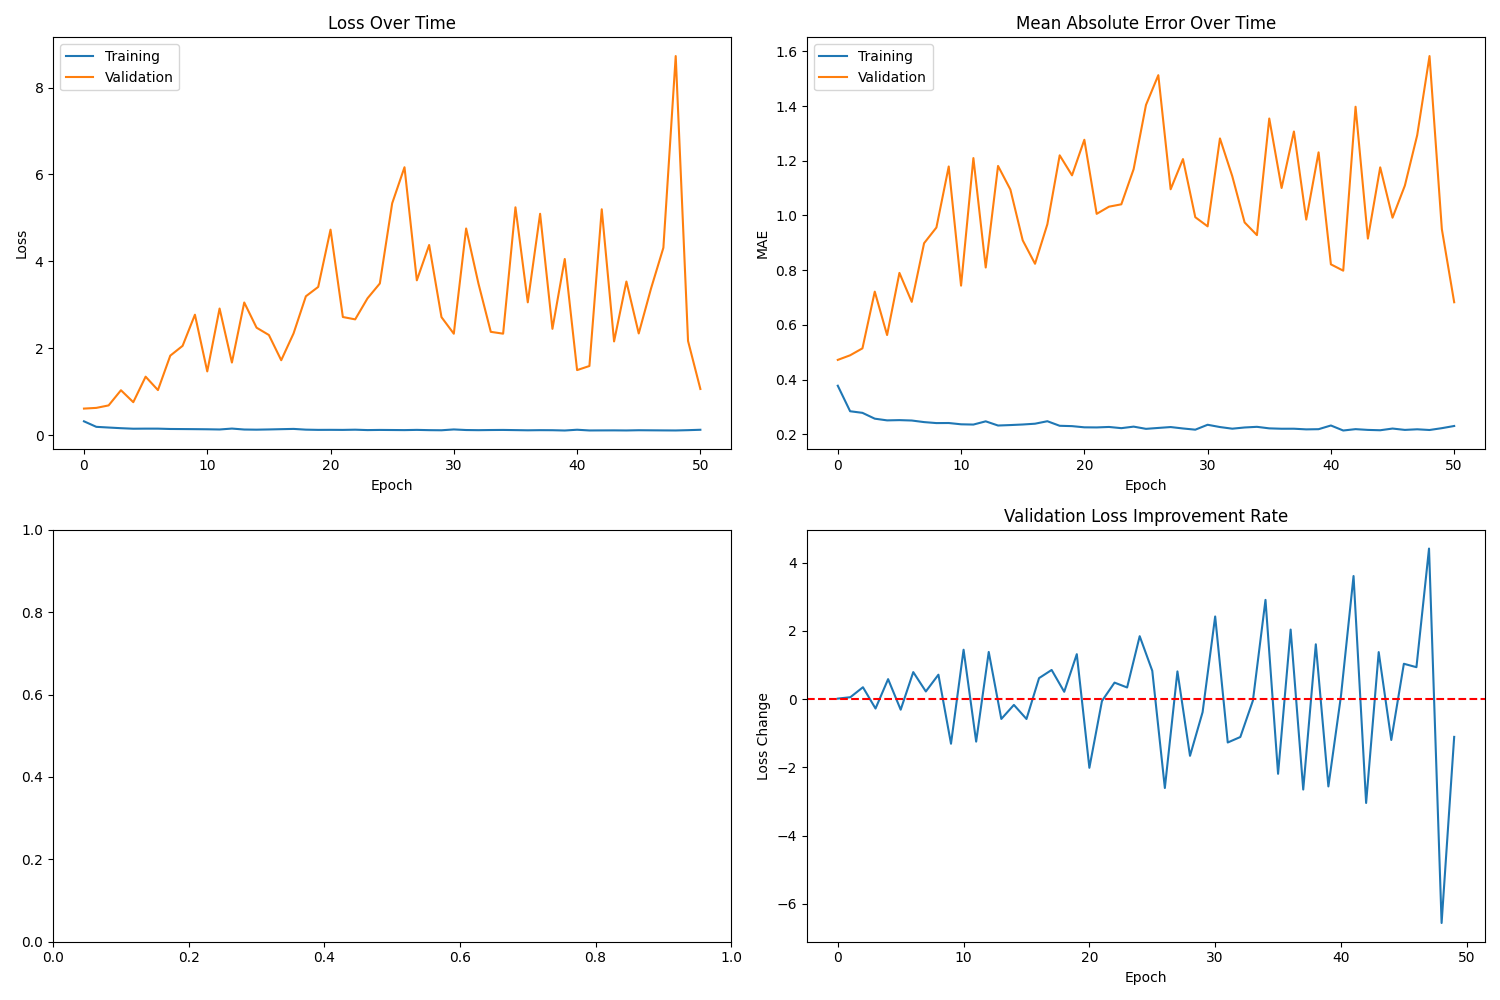 Loss Over Time
Training
Validation
8
6
4
2
0
Loss
0 10 20 30 40 50
Epoch
Mean Absolute Error Over Time
Training
Validation
1.6
1.4
1.2
1.0
0.8
0.6
0.4
0.2
MAE
0 10 20 30 40 50
Epoch
1.0
0.8
0.6
0.4
0.2
0.0
0.0 0.2 0.4 0.6 0.8 1.0
Validation Loss Improvement Rate
4
2
0
−2
−4
−6
Loss Change
0 10 20 30 40 50
Epoch